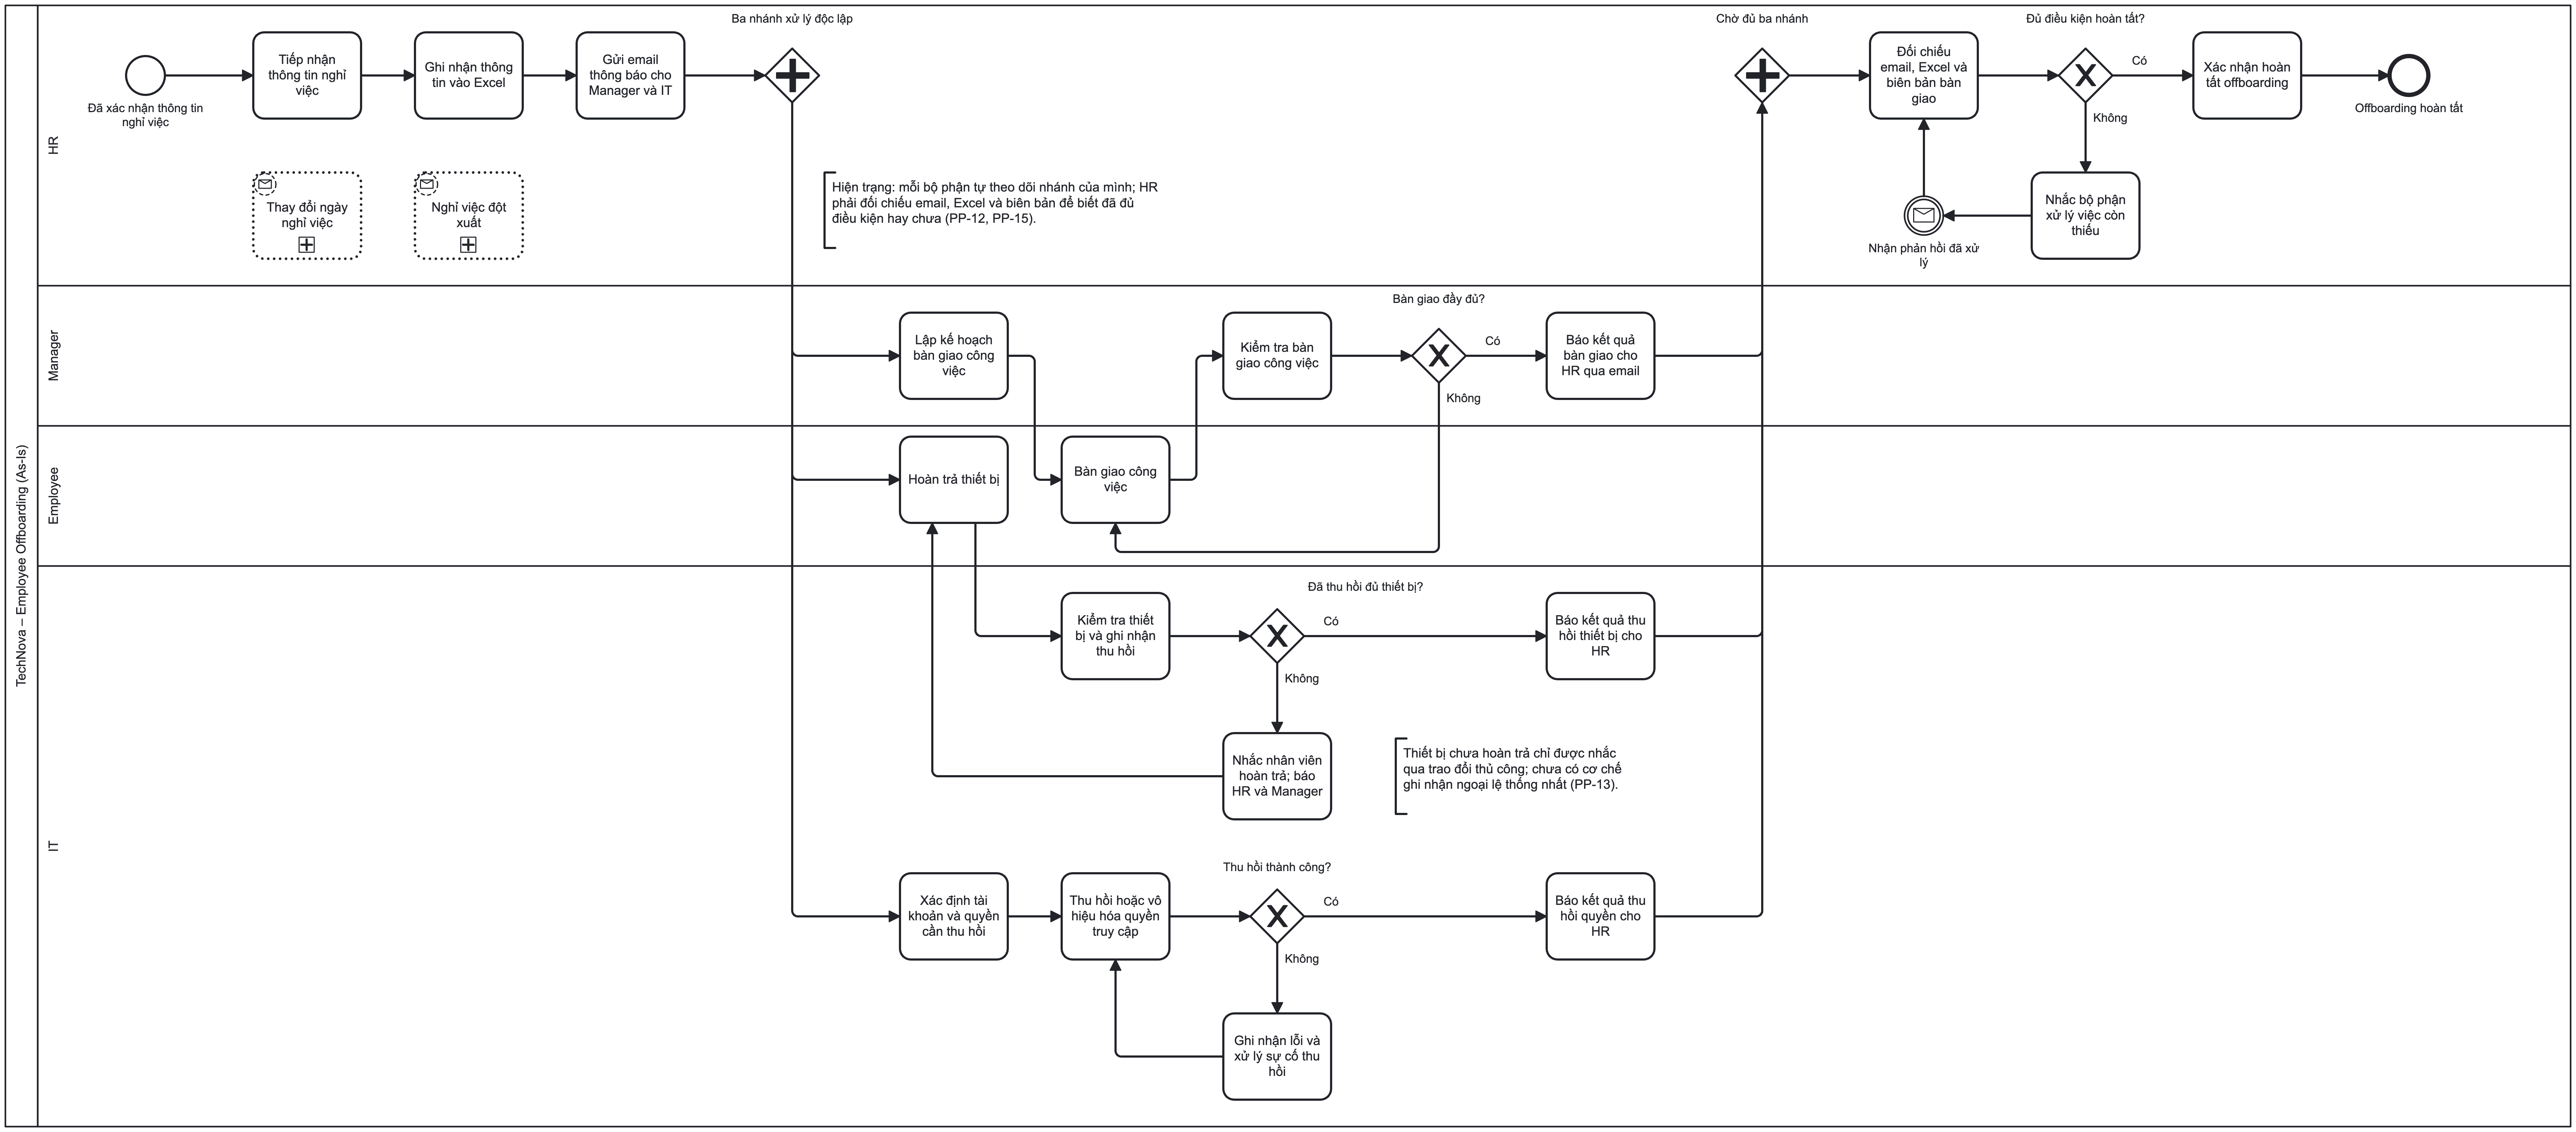 TechNova – Employee Offboarding (As-Is)
HR
Đã xác nhận thông tin
nghỉ việc
Tiếp nhận
thông tin nghỉ
việc
Ghi nhận thông
tin vào Excel
Gửi email
thông báo cho
Manager và IT
Ba nhánh xử lý độc lập
Thay đổi ngày
nghỉ việc
Nghỉ việc đột
xuất
Hiện trạng: mỗi bộ phận tự theo dõi nhánh của mình; HR
phải đối chiếu email, Excel và biên bản để biết đã đủ
điều kiện hay chưa (PP-12, PP-15).
Chờ đủ ba nhánh
Đối chiếu
email, Excel và
biên bản bàn
giao
Đủ điều kiện hoàn tất?
Có
Không
Xác nhận hoàn
tất offboarding
Offboarding hoàn tất
Nhận phản hồi đã xử
lý
Nhắc bộ phận
xử lý việc còn
thiếu
Manager
Lập kế hoạch
bàn giao công
việc
Kiểm tra bàn
giao công việc
Bàn giao đầy đủ?
Có
Không
Báo kết quả
bàn giao cho
HR qua email
Employee
Hoàn trả thiết bị
Bàn giao công
việc
IT
Kiểm tra thiết
bị và ghi nhận
thu hồi
Đã thu hồi đủ thiết bị?
Có
Không
Báo kết quả thu
hồi thiết bị cho
HR
Nhắc nhân viên
hoàn trả; báo
HR và Manager
Thiết bị chưa hoàn trả chỉ được nhắc
qua trao đổi thủ công; chưa có cơ chế
ghi nhận ngoại lệ thống nhất (PP-13).
Xác định tài
khoản và quyền
cần thu hồi
Thu hồi hoặc vô
hiệu hóa quyền
truy cập
Thu hồi thành công?
Có
Không
Báo kết quả thu
hồi quyền cho
HR
Ghi nhận lỗi và
xử lý sự cố thu
hồi